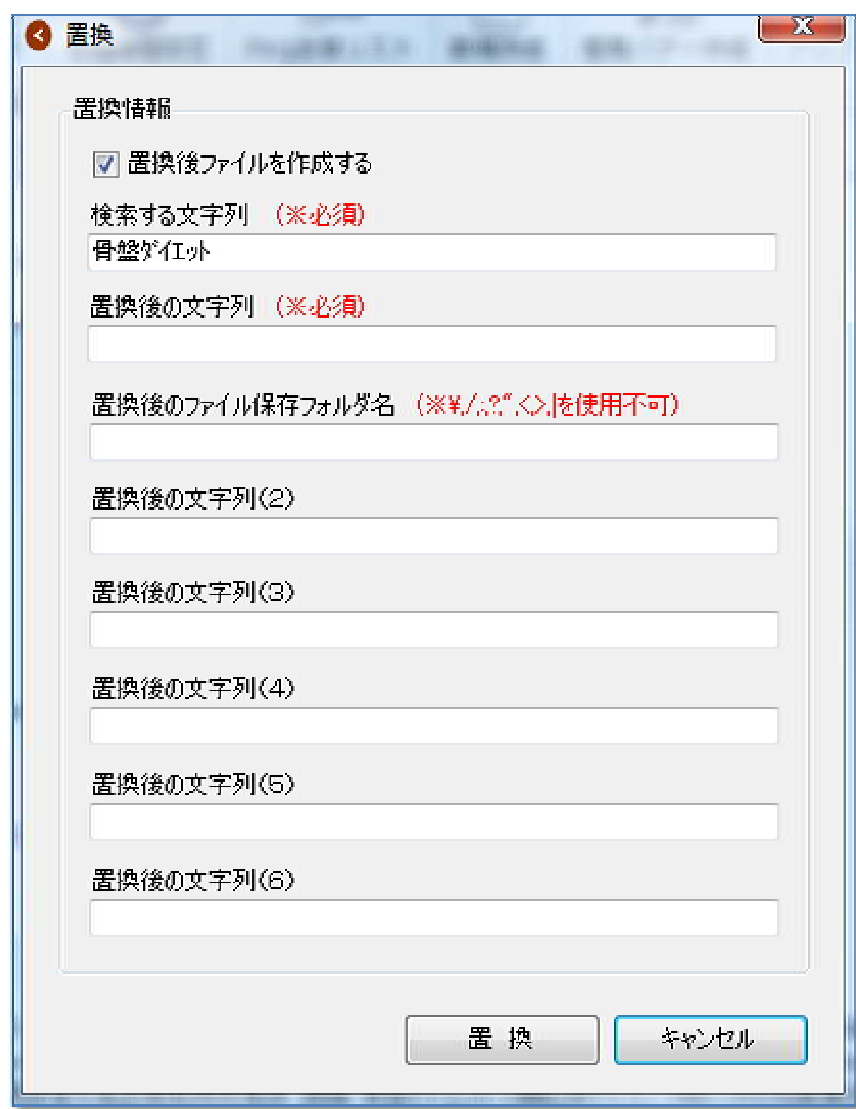 置換
置換情報
置換後ファイルを作成する
検索する文字列 (※必須)
骨盤ダイエット
置換後の文字列 (※必須)
置換後のファイル保存フォルダ名 (※¥,/,:,?,",<,>,|を使用不可)
置換後の文字列(2)
置換後の文字列(3)
置換後の文字列(4)
置換後の文字列(5)
置換後の文字列(6)
置 換
キャンセル